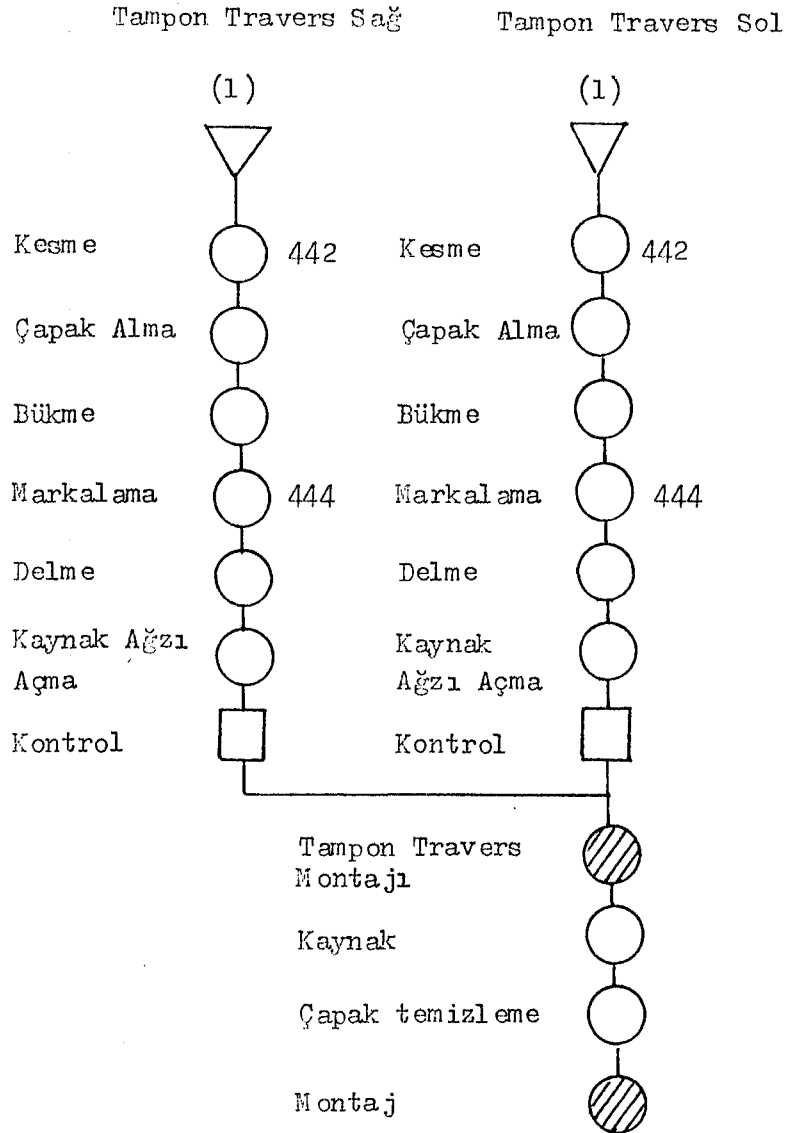 Tampon Travers Sağ Tampon Travers Sol
(1) (1)
Kesme 442 Kesme 442
Çapak Alma Çapak Alma
Bükme Bükme
Markalama 444 Markalama 444
Delme Delme
Kaynak Ağzı Kaynak
Açma Ağzı Açma
Kontrol Kontrol
Tampon Travers
Montajı
Kaynak
Çapak temizleme
Montaj